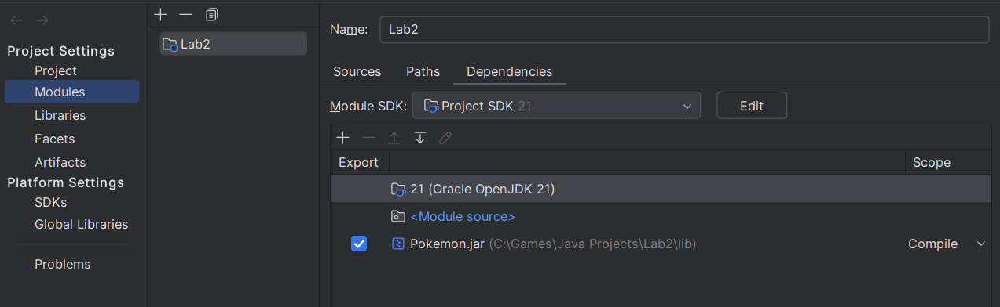 Project Settings
Project
Modules
Libraries
Facets
Artifacts
Platform Settings
SDKs
Global Libraries
Problems
Lab2
Name: Lab2
Sources Paths Dependencies
Module SDK: Project SDK 21 Edit
Export Scope
21 (Oracle OpenJDK 21)
<Module source>
Pokemon.jar (C:\Games\Java Projects\Lab2\lib) Compile